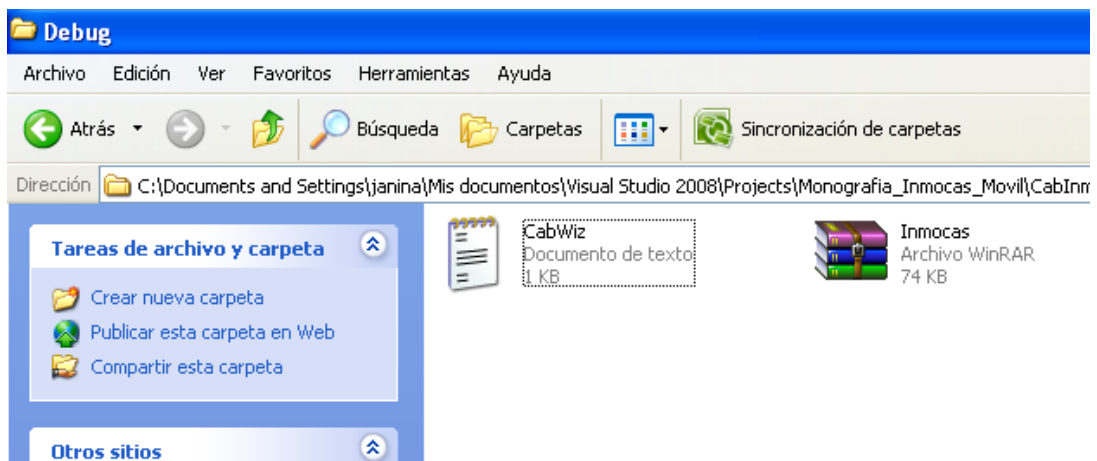 Debug
Archivo Edición Ver Favoritos Herramientas Ayuda
Atrás Búsqueda Carpetas Sincronización de carpetas
Dirección C:\Documents and Settings\janina\Mis documentos\Visual Studio 2008\Projects\Monografia_Inmocas_Movil\CabInm
Tareas de archivo y carpeta
Crear nueva carpeta
Publicar esta carpeta en Web
Compartir esta carpeta
Otros sitios
CabWiz
Documento de texto
1 KB
Inmocas
Archivo WinRAR
74 KB